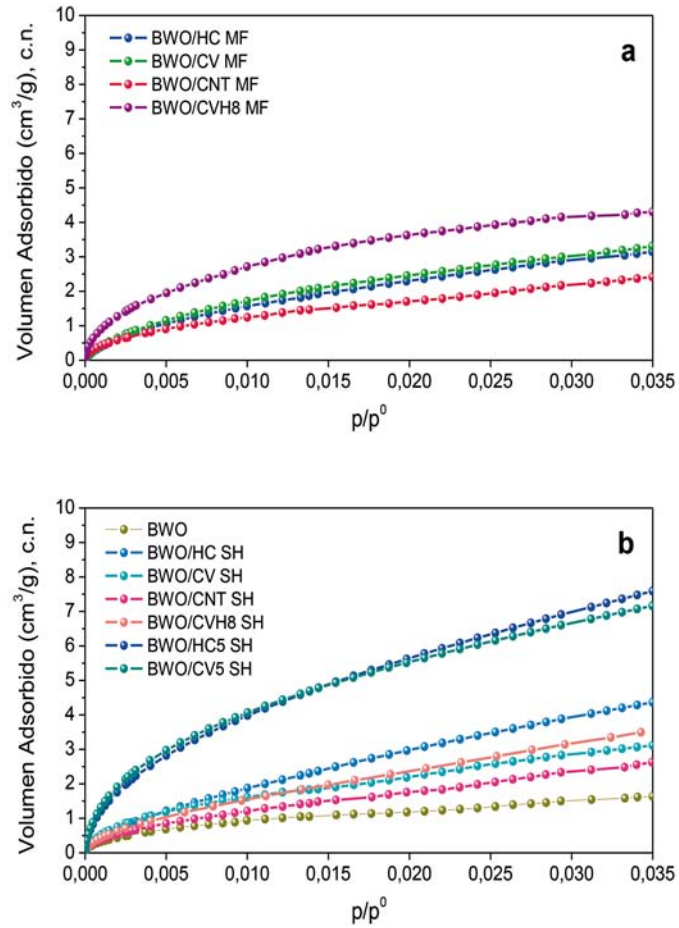 a
BWO/HC MF
BWO/CV MF
BWO/CNT MF
BWO/CVH8 MF
Volumen Adsorbido (cm³/g), c.n.
10
9
8
7
6
5
4
3
2
1
0
0,000 0,005 0,010 0,015 0,020 0,025 0,030 0,035
p/p⁰
b
BWO
BWO/HC SH
BWO/CV SH
BWO/CNT SH
BWO/CVH8 SH
BWO/HC5 SH
BWO/CV5 SH
Volumen Adsorbido (cm³/g), c.n.
10
9
8
7
6
5
4
3
2
1
0
0,000 0,005 0,010 0,015 0,020 0,025 0,030 0,035
p/p⁰